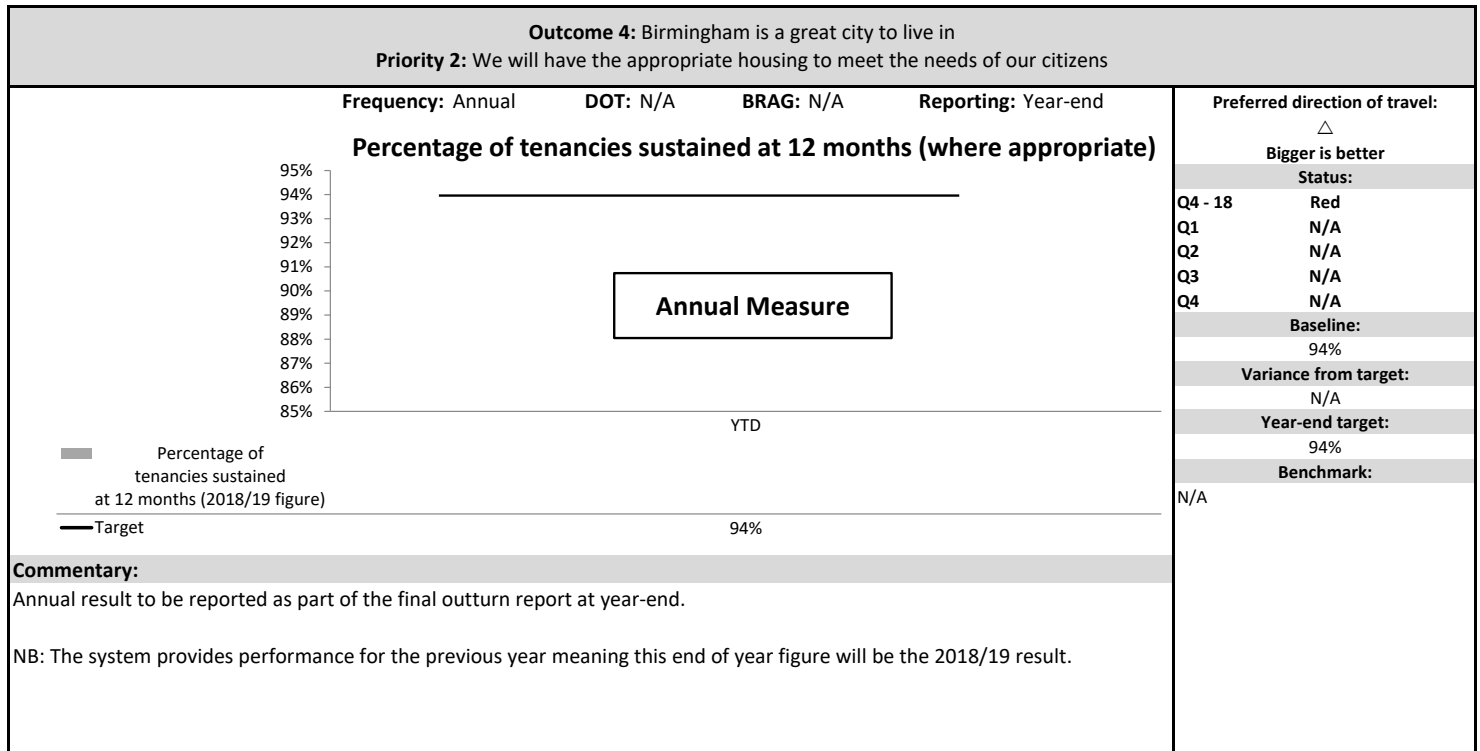 Outcome 4: Birmingham is a great city to live in
Priority 2: We will have the appropriate housing to meet the needs of our citizens
Frequency: Annual DOT: N/A BRAG: N/A Reporting: Year-end
Percentage of tenancies sustained at 12 months (where appropriate)
95%
94%
93%
92%
91%
90%
89%
88%
87%
86%
85%
Annual Measure
YTD
Percentage of
tenancies sustained
at 12 months (2018/19 figure)
Target 94%
Commentary:
Annual result to be reported as part of the final outturn report at year-end.
NB: The system provides performance for the previous year meaning this end of year figure will be the 2018/19 result.
Preferred direction of travel:
△
Bigger is better
Status:
Q4 - 18 Red
Q1 N/A
Q2 N/A
Q3 N/A
Q4 N/A
Baseline:
94%
Variance from target:
N/A
Year-end target:
94%
Benchmark:
N/A